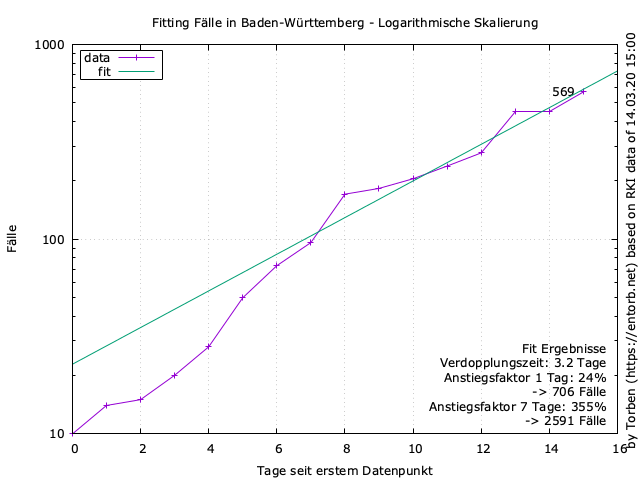 Fitting Fälle in Baden-Württemberg - Logarithmische Skalierung
1000
100
10
Fälle
data
fit
569
Fit Ergebnisse
Verdopplungszeit: 3.2 Tage
Anstiegsfaktor 1 Tag: 24%
-> 706 Fälle
Anstiegsfaktor 7 Tage: 355%
-> 2591 Fälle
0 2 4 6 8 10 12 14 16
Tage seit erstem Datenpunkt
by Torben (https://entorb.net) based on RKI data of 14.03.20 15:00